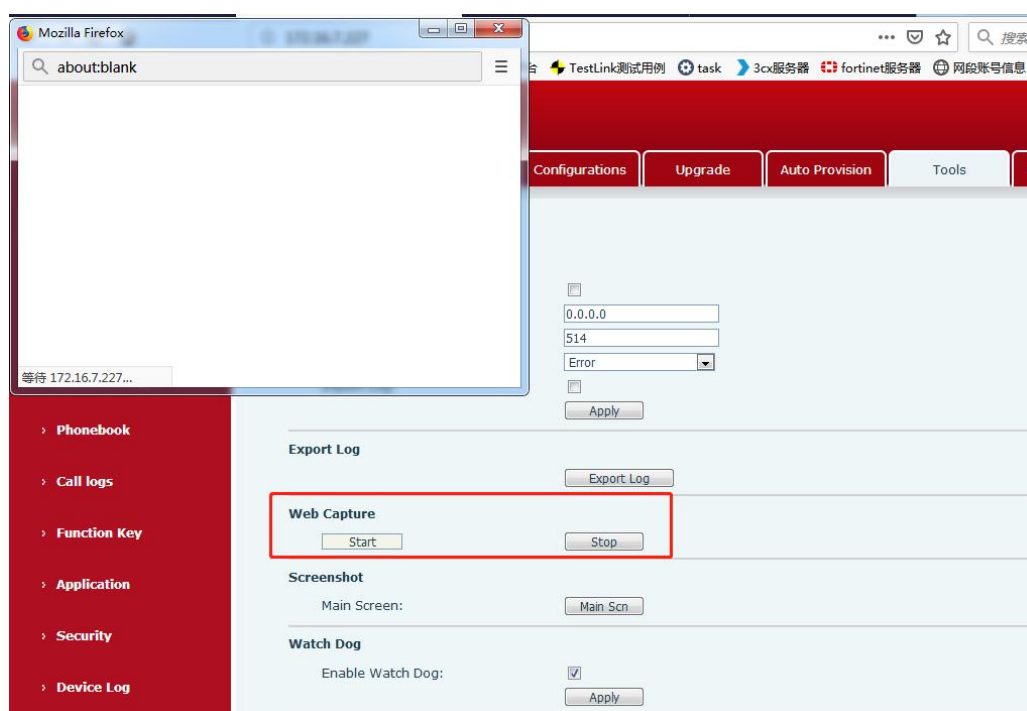 Mozilla Firefox
about:blank
搜索
TestLink测试用例 task 3cx服务器 fortinet服务器 网段账号信息
Configurations Upgrade Auto Provision Tools
0.0.0.0
514
Error
等待 172.16.7.227...
Apply
› Phonebook
Export Log
› Call logs
Export Log
Web Capture
› Function Key
Start Stop
Screenshot
› Application
Main Screen: Main Scn
› Security
Watch Dog
Enable Watch Dog:
› Device Log
Apply